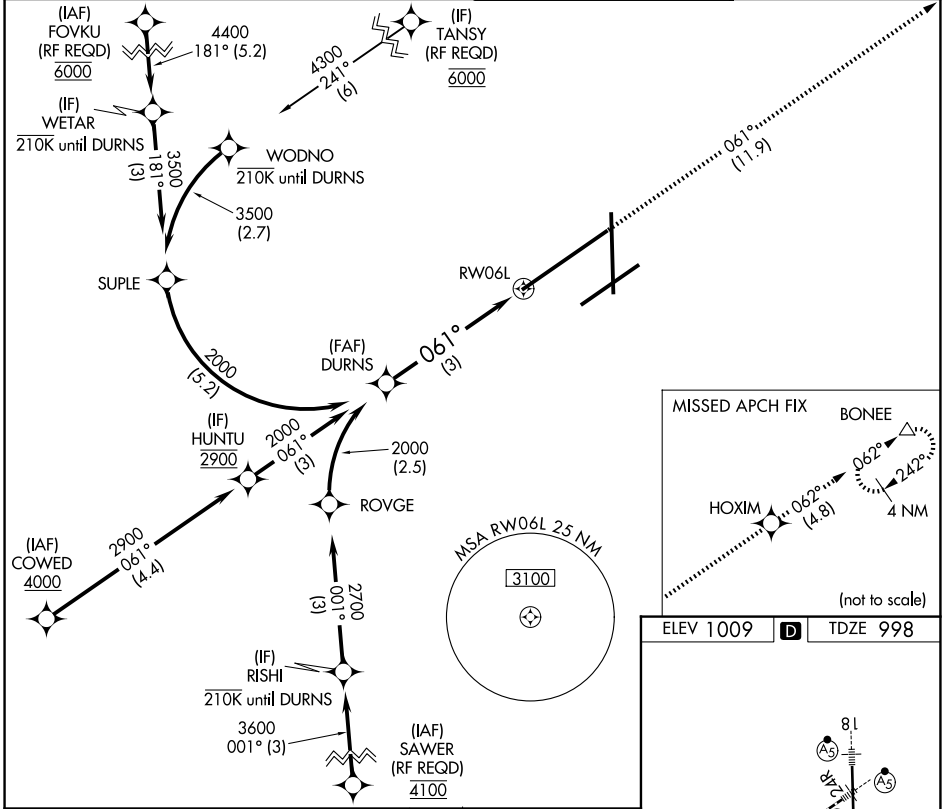 (IAF)
FOVKU
(RF REQD)
6000
4400
181° (5.2)
(IF)
TANSY
(RF REQD)
6000
4300
241°
(6)
(IF)
WETAR
210K until DURNS
3500
181°
(3)
WODNO
210K until DURNS
3500
(2.7)
061°
(11.9)
SUPLE
RW06L
2000
(5.2)
(FAF)
DURNS
061°
(3)
(IF)
HUNTU
2900
2000
061°
(3)
2000
(2.5)
ROVGE
(IAF)
COWED
4000
2900
061°
(4.4)
2700
001°
(3)
(IF)
RISHI
210K until DURNS
3600
001° (3)
(IAF)
SAWER
(RF REQD)
4100
MSA RW06L 25 NM
3100
MISSED APCH FIX
BONEE
062°
242°
4 NM
HOXIM
062°
(4.8)
(not to scale)
ELEV 1009 D TDZE 998
18
A5
24R
A5